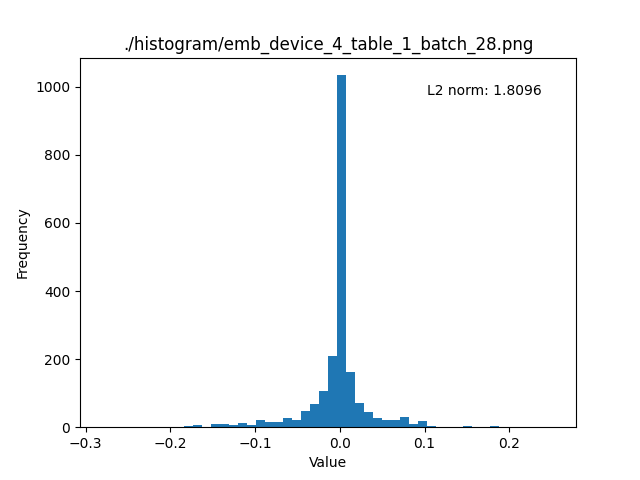 ./histogram/emb_device_4_table_1_batch_28.png
L2 norm: 1.8096
1000
800
600
400
200
0
Frequency
−0.3 −0.2 −0.1 0.0 0.1 0.2
Value